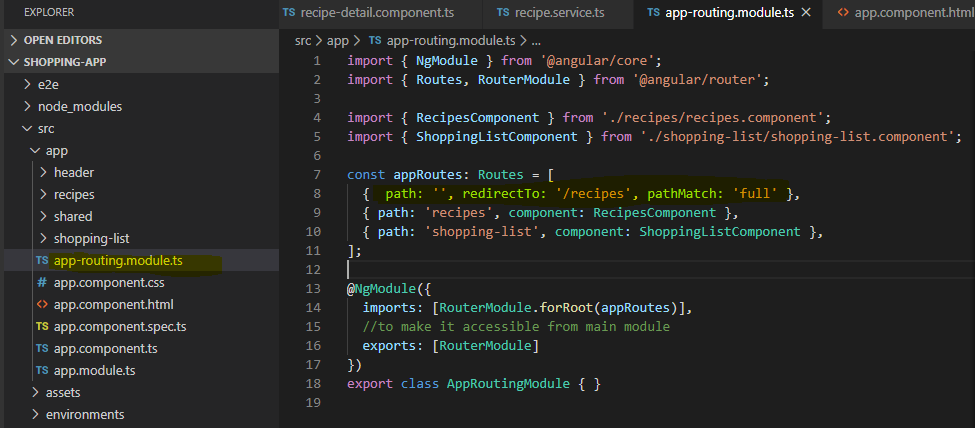 EXPLORER
OPEN EDITORS
SHOPPING-APP
e2e
node_modules
src
app
header
recipes
shared
shopping-list
TS app-routing.module.ts
# app.component.css
<> app.component.html
TS app.component.spec.ts
TS app.component.ts
TS app.module.ts
assets
environments
TS recipe-detail.component.ts TS recipe.service.ts TS app-routing.module.ts × <> app.component.html
src > app > TS app-routing.module.ts > ...
1 import { NgModule } from '@angular/core';
2 import { Routes, RouterModule } from '@angular/router';
3
4 import { RecipesComponent } from './recipes/recipes.component';
5 import { ShoppingListComponent } from './shopping-list/shopping-list.component';
6
7 const appRoutes: Routes = [
8 { path: '', redirectTo: '/recipes', pathMatch: 'full' },
9 { path: 'recipes', component: RecipesComponent },
10 { path: 'shopping-list', component: ShoppingListComponent },
11 ];
12
13 @NgModule({
14 imports: [RouterModule.forRoot(appRoutes)],
15 //to make it accessible from main module
16 exports: [RouterModule]
17 })
18 export class AppRoutingModule { }
19